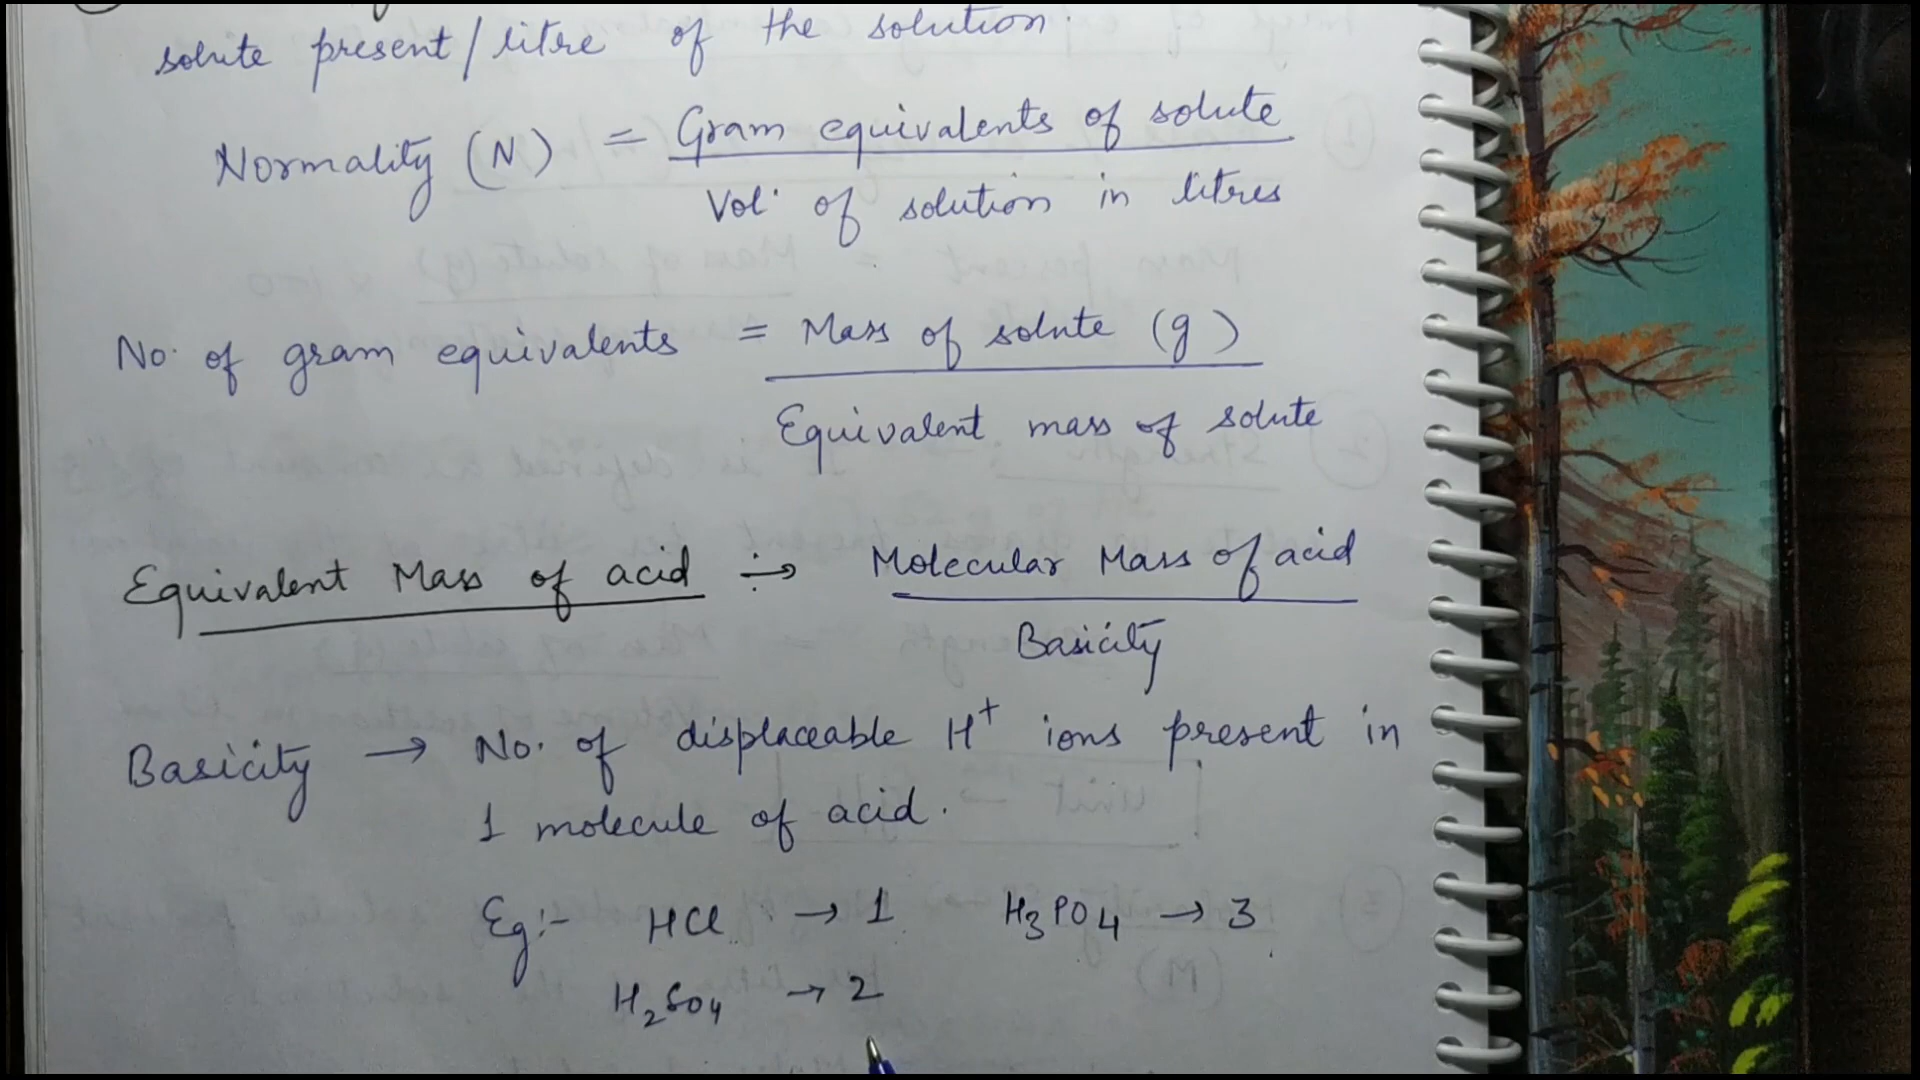 solute present/litre of the solution.
Normality (N) = Gram equivalents of solute
Vol. of solution in litres
No. of gram equivalents = Mass of solute (g)
Equivalent mass of solute
Equivalent Mass of acid :→ Molecular Mass of acid
Basicity
Basicity → No. of displaceable H⁺ ions present in
1 molecule of acid.
Eg:- HCl → 1 H₃PO₄ → 3
H₂SO₄ → 2